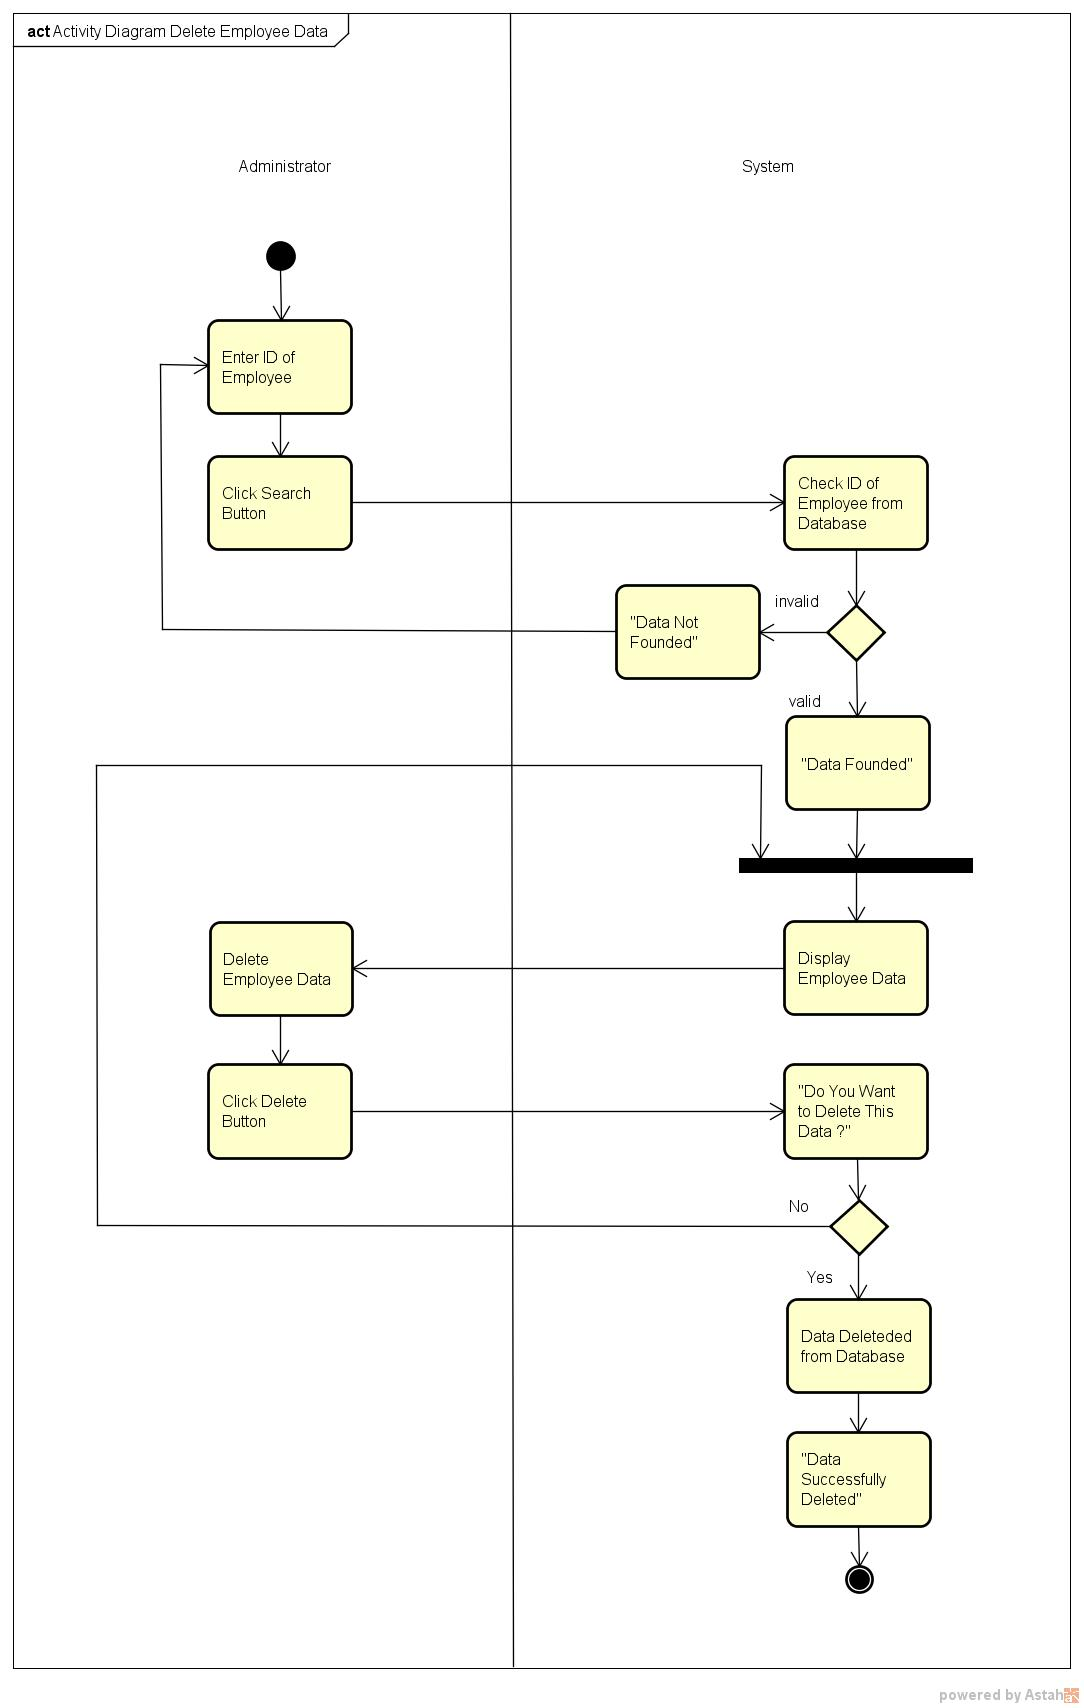 act Activity Diagram Delete Employee Data
Administrator
System
Enter ID of
Employee
Click Search
Button
Check ID of
Employee from
Database
invalid
"Data Not
Founded"
valid
"Data Founded"
Delete
Employee Data
Display
Employee Data
Click Delete
Button
"Do You Want
to Delete This
Data ?"
No
Yes
Data Deleteded
from Database
"Data
Successfully
Deleted"
powered by Astah